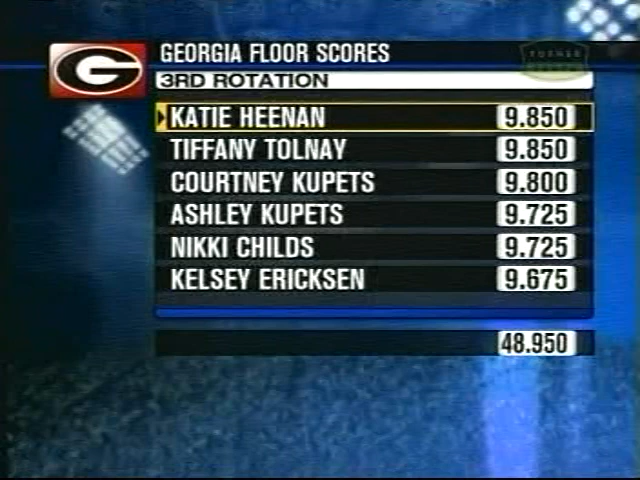 G
GEORGIA FLOOR SCORES
3RD ROTATION
KATIE HEENAN 9.850
TIFFANY TOLNAY 9.850
COURTNEY KUPETS 9.800
ASHLEY KUPETS 9.725
NIKKI CHILDS 9.725
KELSEY ERICKSEN 9.675
48.950